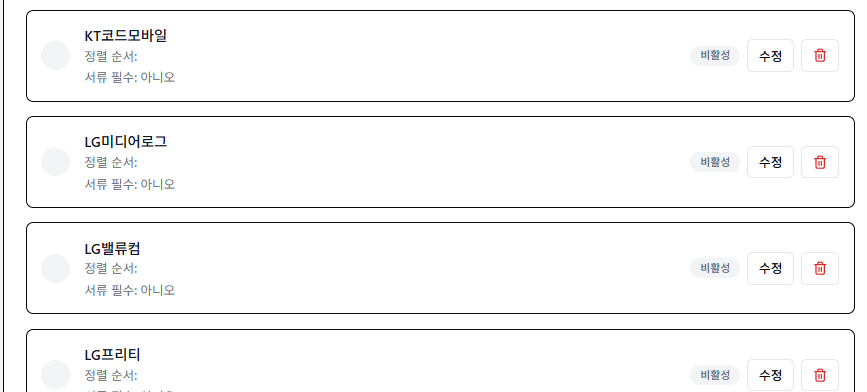 KT코드모바일
정렬 순서:
서류 필수: 아니오
비활성
수정
LG미디어로그
정렬 순서:
서류 필수: 아니오
비활성
수정
LG밸류컴
정렬 순서:
서류 필수: 아니오
비활성
수정
LG프리티
정렬 순서:
비활성
수정